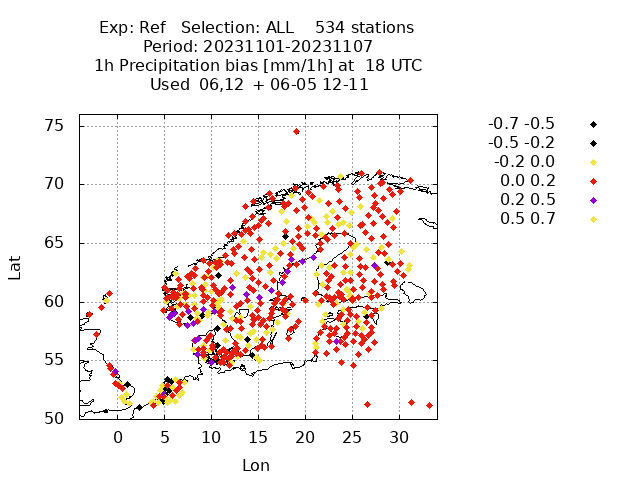 Exp: Ref   Selection: ALL    534 stations
Period: 20231101-20231107
1h Precipitation bias [mm/1h] at  18 UTC
Used  06,12  + 06-05 12-11
-0.7 -0.5
-0.5 -0.2
-0.2 0.0
0.0 0.2
0.2 0.5
0.5 0.7
75
70
65
60
55
50
Lat
0 5 10 15 20 25 30
Lon